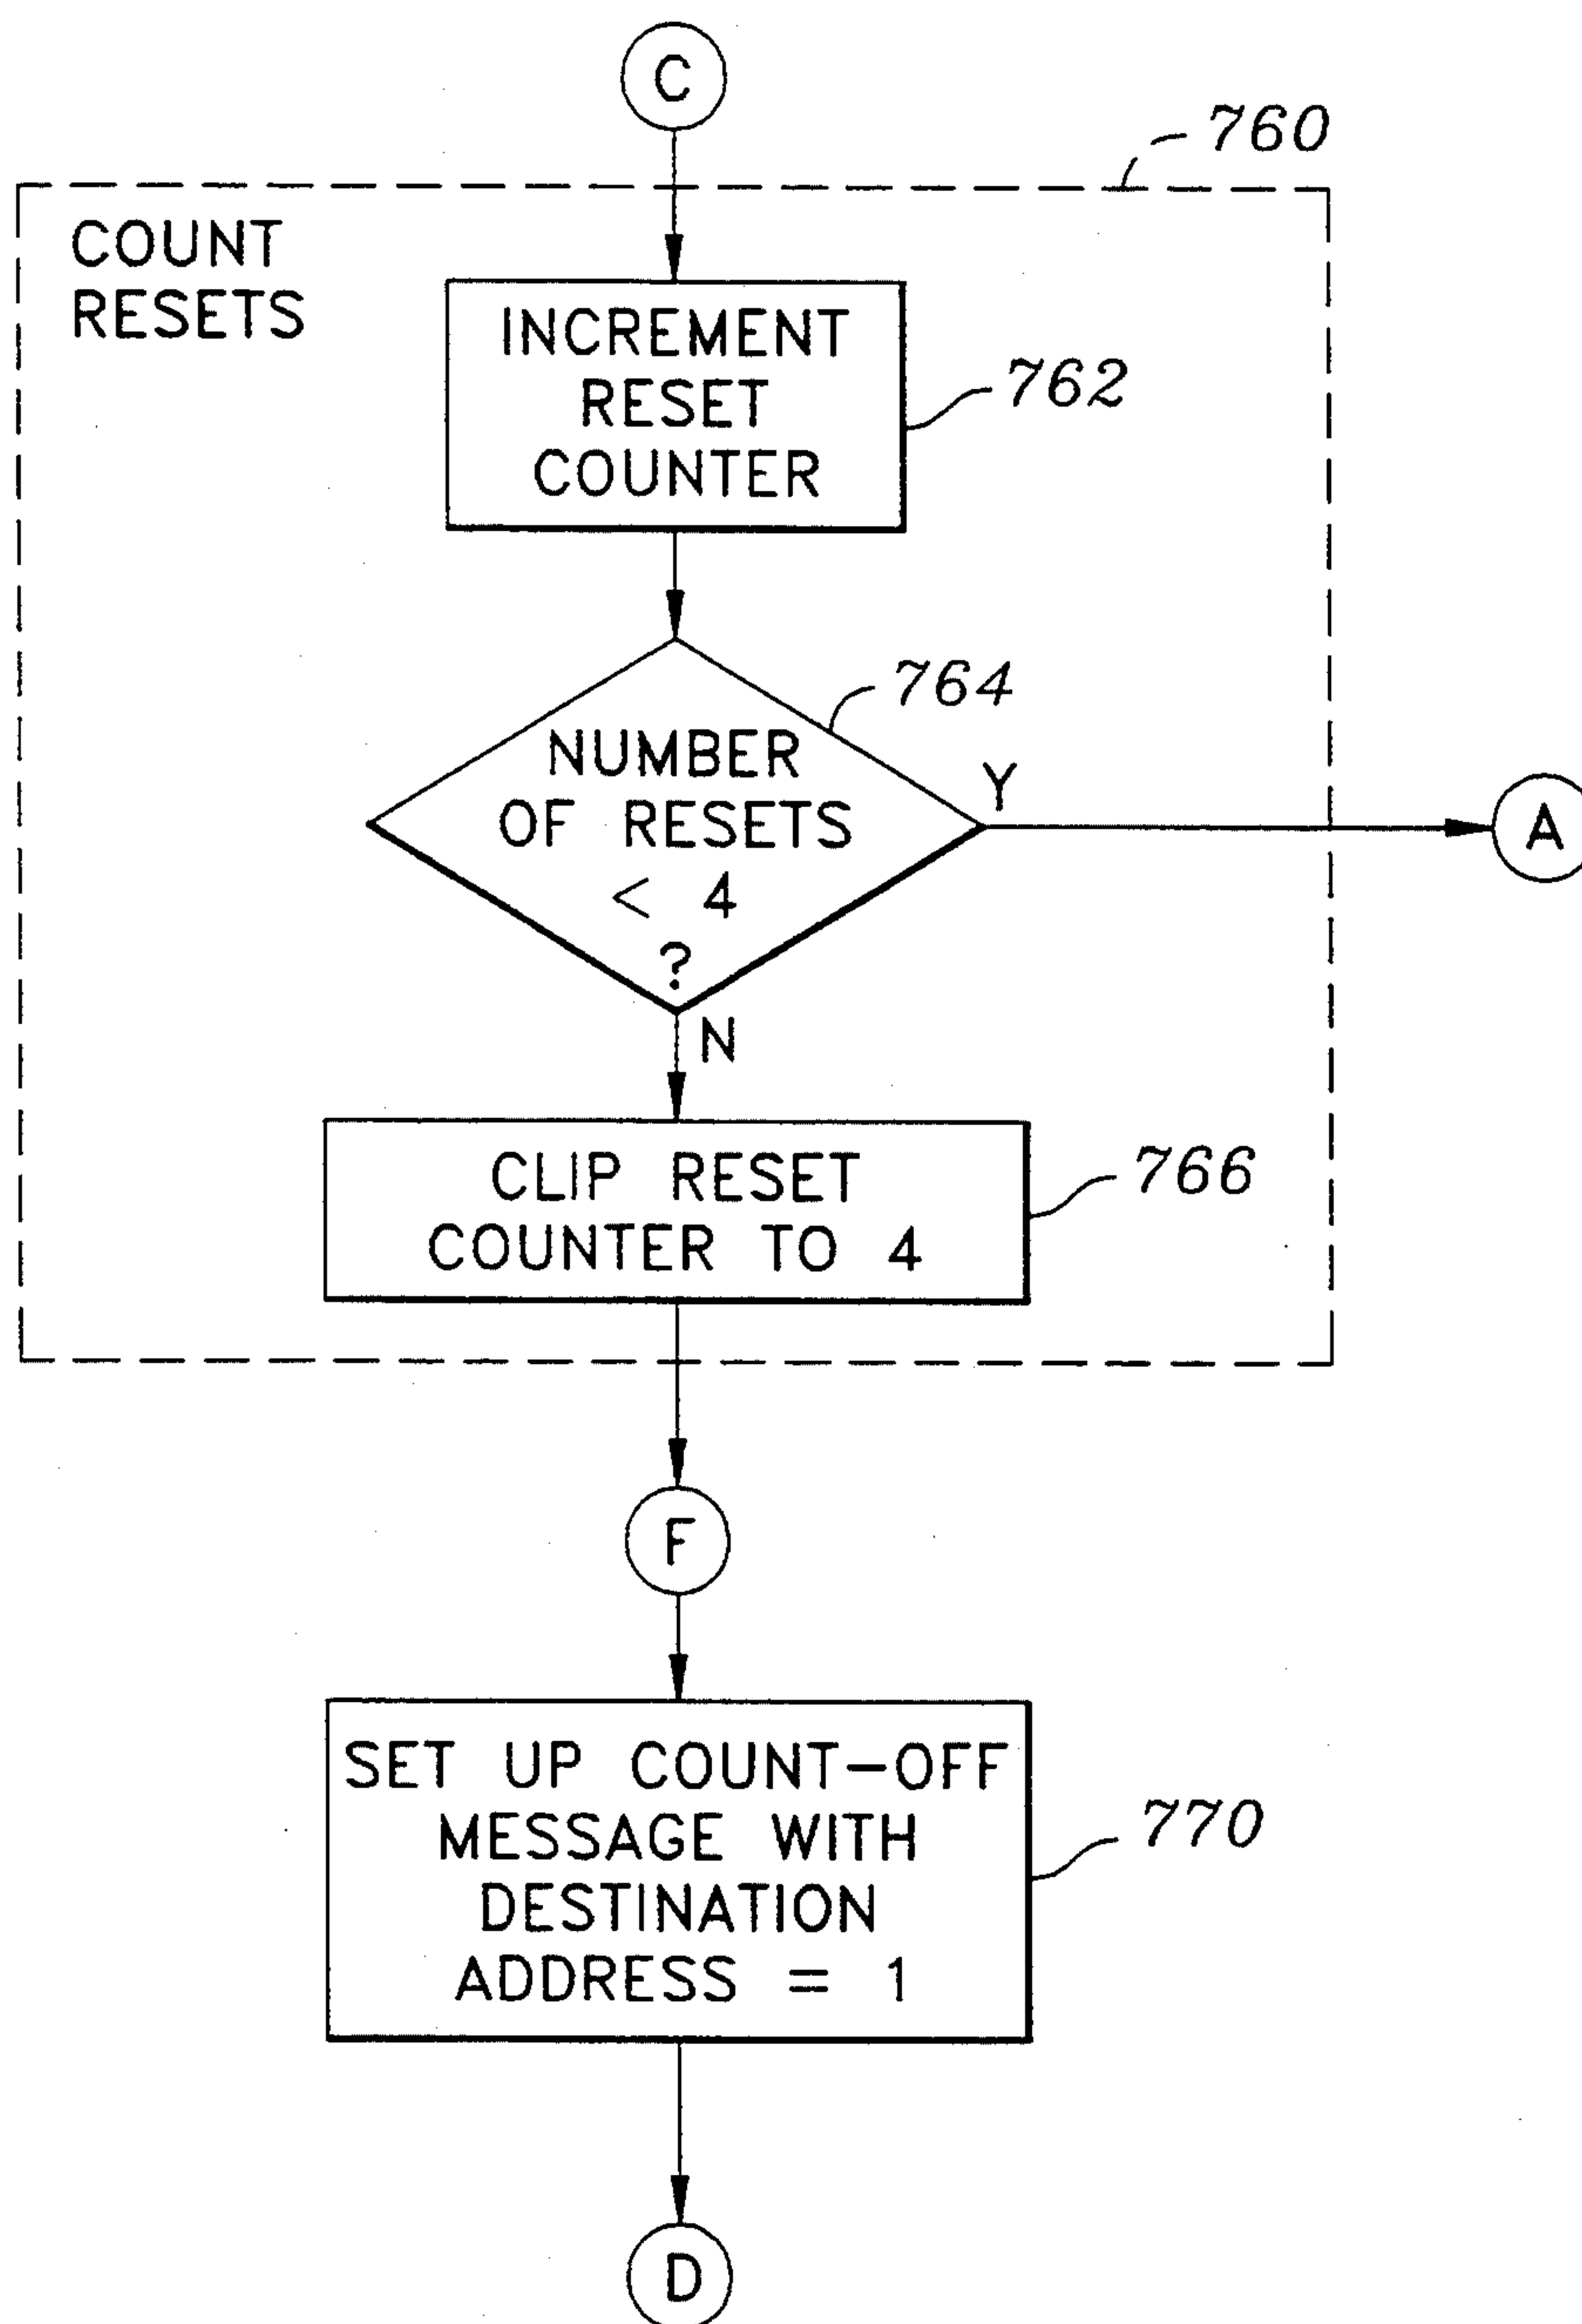 C
760
COUNT
RESETS
INCREMENT
RESET
COUNTER
762
764
NUMBER
OF RESETS
< 4
?
Y
A
N
CLIP RESET
COUNTER TO 4
766
F
SET UP COUNT-OFF
MESSAGE WITH
DESTINATION
ADDRESS = 1
770
D